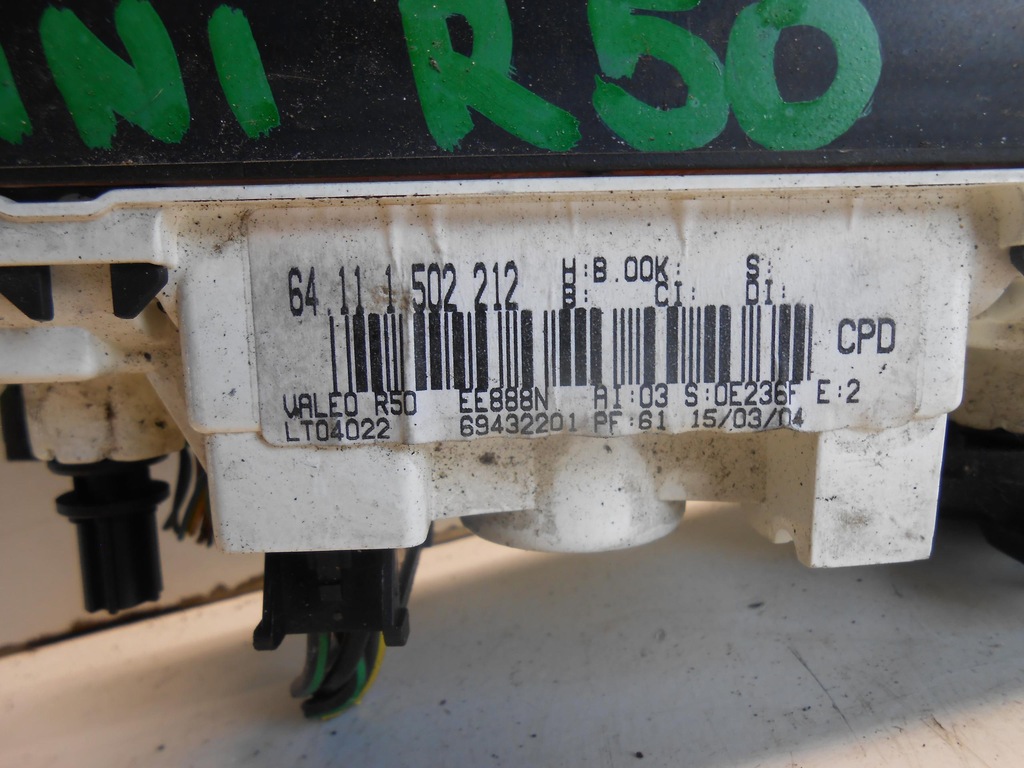 INI R50
64.11 1 502 212 H:B.00K: S:
B: CI: DI:
CPD
VALEO R50 EE888N AI:03 S:0E236F E:2
LT04022 69432201 PF:61 15/03/04